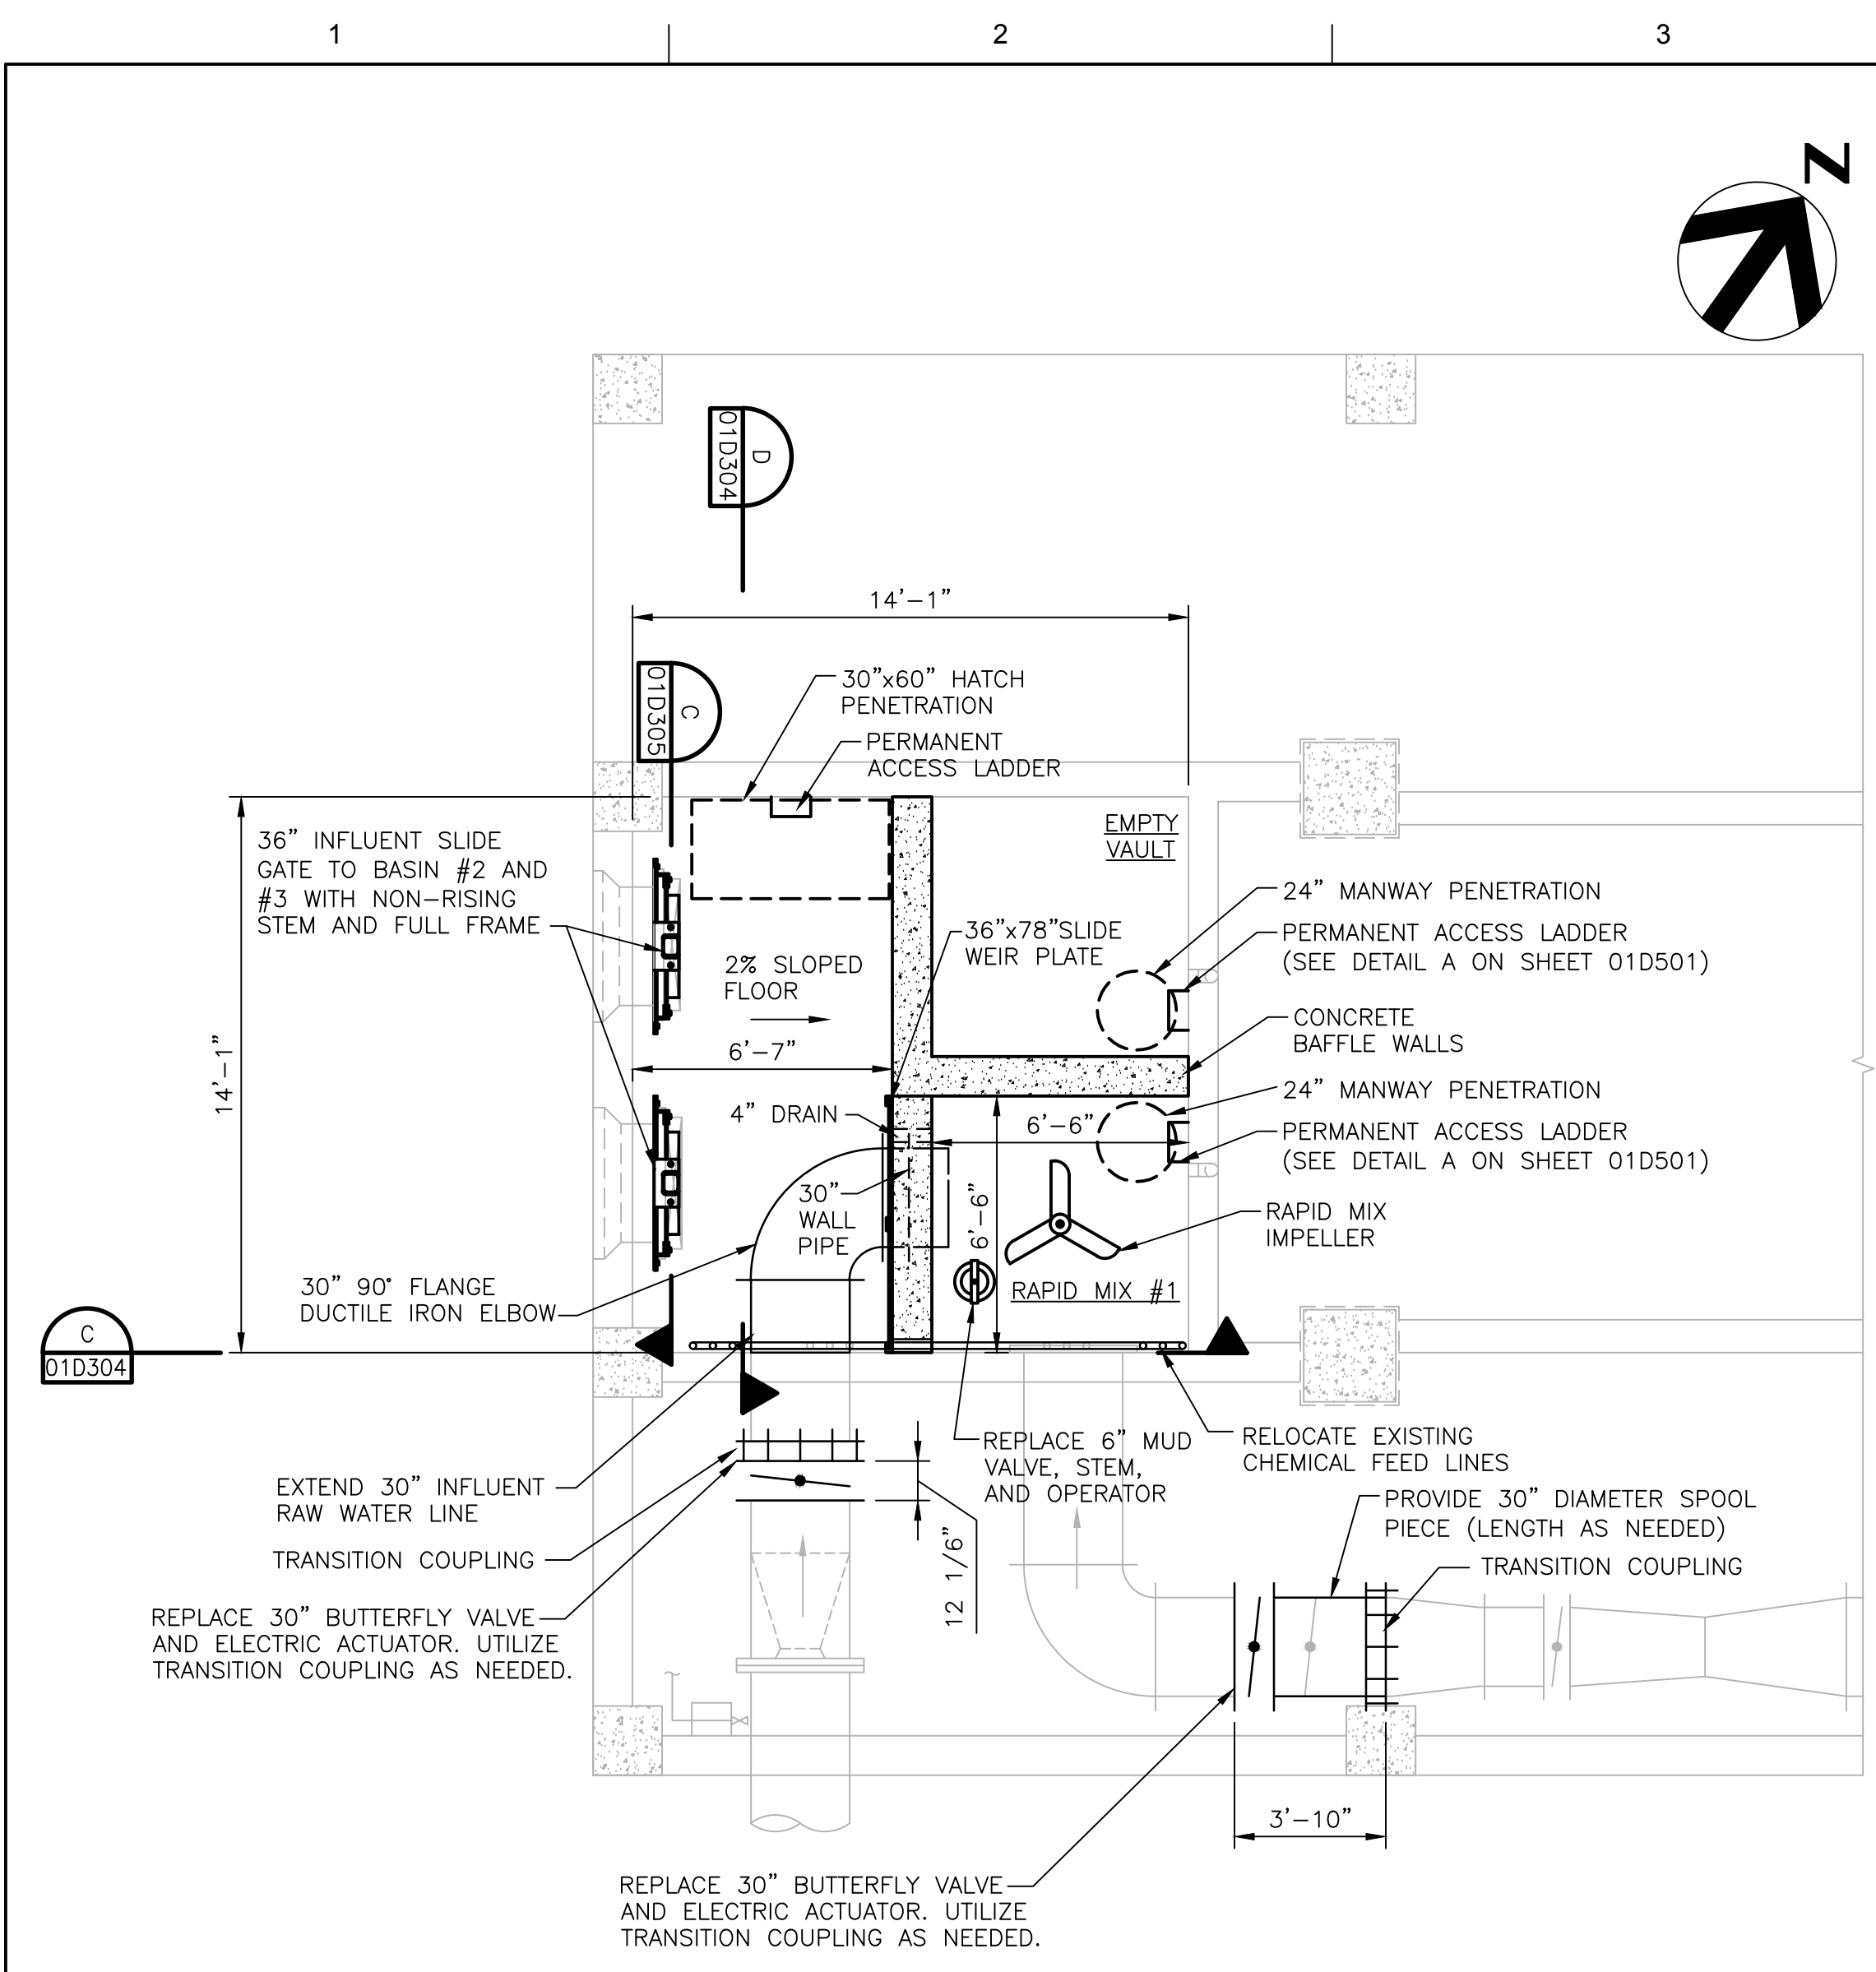 1
2
3
N
D
01D304
14'-1"
C
01D305
30"x60" HATCH
PENETRATION
PERMANENT
ACCESS LADDER
EMPTY
VAULT
36" INFLUENT SLIDE
GATE TO BASIN #2 AND
#3 WITH NON-RISING
STEM AND FULL FRAME
24" MANWAY PENETRATION
36"x78"SLIDE
WEIR PLATE
PERMANENT ACCESS LADDER
(SEE DETAIL A ON SHEET 01D501)
2% SLOPED
FLOOR
CONCRETE
BAFFLE WALLS
14'-1"
6'-7"
24" MANWAY PENETRATION
4" DRAIN
6'-6"
PERMANENT ACCESS LADDER
(SEE DETAIL A ON SHEET 01D501)
30"
WALL
PIPE
6'-6"
RAPID MIX
IMPELLER
30" 90° FLANGE
DUCTILE IRON ELBOW
RAPID MIX #1
C
01D304
REPLACE 6" MUD
VALVE, STEM,
AND OPERATOR
RELOCATE EXISTING
CHEMICAL FEED LINES
EXTEND 30" INFLUENT
RAW WATER LINE
PROVIDE 30" DIAMETER SPOOL
PIECE (LENGTH AS NEEDED)
TRANSITION COUPLING
12 1/6"
TRANSITION COUPLING
REPLACE 30" BUTTERFLY VALVE
AND ELECTRIC ACTUATOR. UTILIZE
TRANSITION COUPLING AS NEEDED.
3'-10"
REPLACE 30" BUTTERFLY VALVE
AND ELECTRIC ACTUATOR. UTILIZE
TRANSITION COUPLING AS NEEDED.